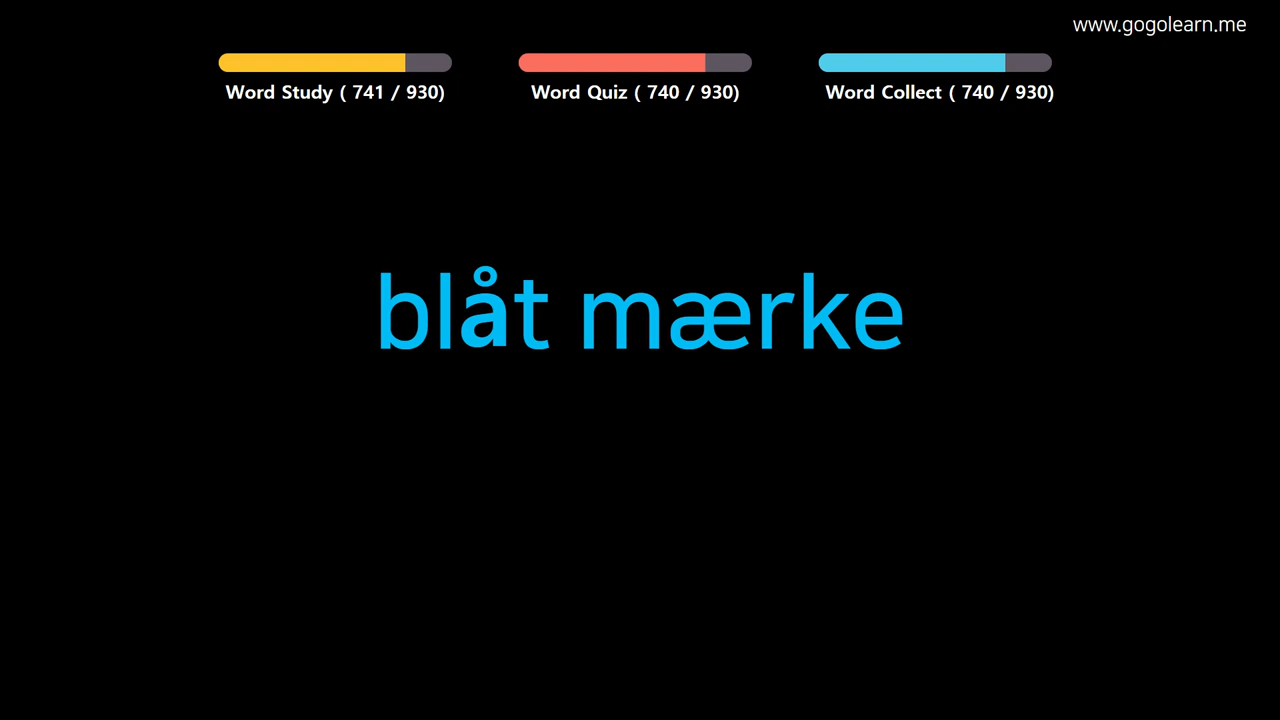 www.gogolearn.me
Word Study ( 741 / 930)
Word Quiz ( 740 / 930)
Word Collect ( 740 / 930)
blåt mærke